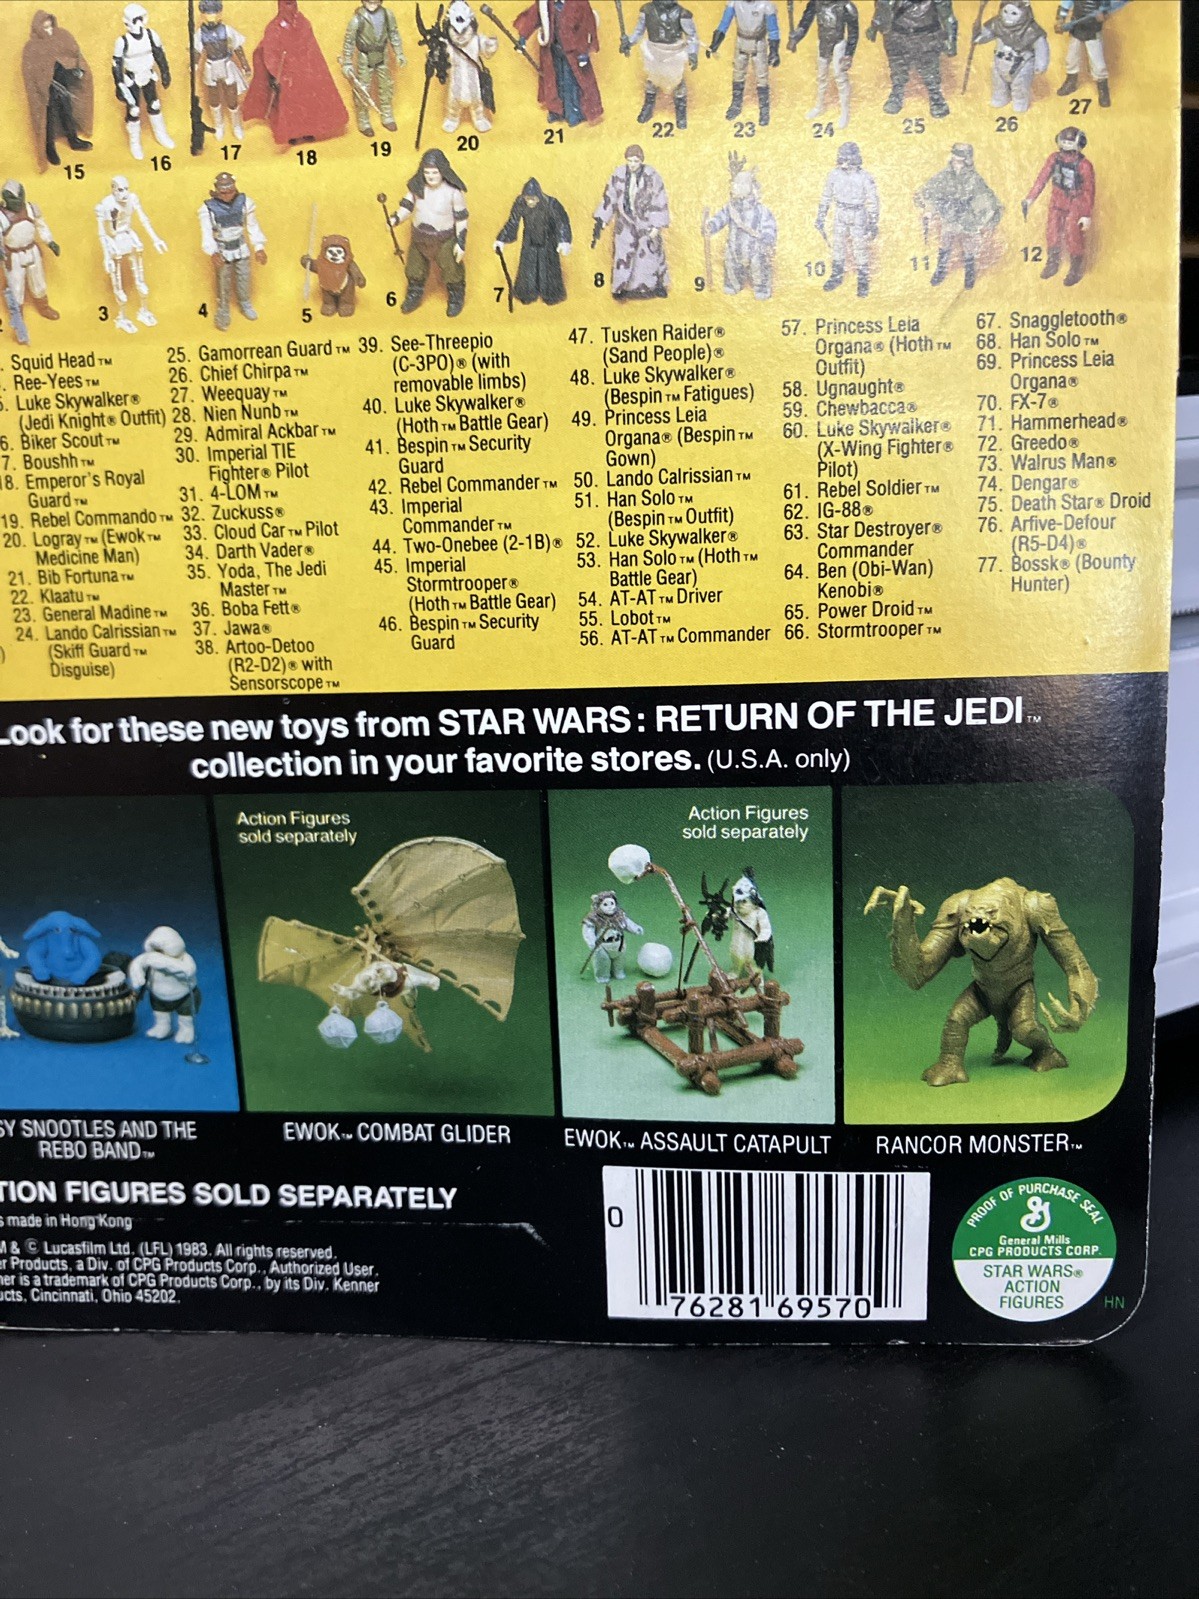 27
15
16
17
18
19
20
21
22
23
24
25
26
3
4
5
6
7
8
9
10
11
12
Squid Head™
Ree-Yees™
Luke Skywalker®
(Jedi Knight® Outfit)
6. Biker Scout™
7. Boushh™
18. Emperor's Royal
Guard™
19. Rebel Commando™
20. Logray™ (Ewok™
Medicine Man)
21. Bib Fortuna™
22. Klaatu™
23. General Madine™
24. Lando Calrissian™
(Skiff Guard™
Disguise)
25. Gamorrean Guard™
26. Chief Chirpa™
27. Weequay™
28. Nien Nunb™
29. Admiral Ackbar™
30. Imperial TIE
Fighter® Pilot
31. 4-LOM™
32. Zuckuss®
33. Cloud Car™ Pilot
34. Darth Vader®
35. Yoda, The Jedi
Master™
36. Boba Fett®
37. Jawa®
38. Artoo-Detoo
(R2-D2)® with
Sensorscope™
39. See-Threepio
(C-3PO)® (with
removable limbs)
40. Luke Skywalker®
(Hoth™ Battle Gear)
41. Bespin™ Security
Guard
42. Rebel Commander™
43. Imperial
Commander™
44. Two-Onebee (2-1B)®
45. Imperial
Stormtrooper®
(Hoth™ Battle Gear)
46. Bespin™ Security
Guard
47. Tusken Raider®
(Sand People)®
48. Luke Skywalker®
(Bespin™ Fatigues)
49. Princess Leia
Organa® (Bespin™
Gown)
50. Lando Calrissian™
51. Han Solo™
(Bespin™ Outfit)
52. Luke Skywalker®
53. Han Solo™ (Hoth™
Battle Gear)
54. AT-AT™ Driver
55. Lobot™
56. AT-AT™ Commander
57. Princess Leia
Organa® (Hoth™
Outfit)
58. Ugnaught®
59. Chewbacca®
60. Luke Skywalker®
(X-Wing Fighter®
Pilot)
61. Rebel Soldier™
62. IG-88®
63. Star Destroyer®
Commander
64. Ben (Obi-Wan)
Kenobi®
65. Power Droid™
66. Stormtrooper™
67. Snaggletooth®
68. Han Solo™
69. Princess Leia
Organa®
70. FX-7®
71. Hammerhead®
72. Greedo®
73. Walrus Man®
74. Dengar®
75. Death Star® Droid
76. Arfive-Defour
(R5-D4)®
77. Bossk® (Bounty
Hunter)
Look for these new toys from STAR WARS: RETURN OF THE JEDI™
collection in your favorite stores. (U.S.A. only)
Action Figures
sold separately
Action Figures
sold separately
SY SNOOTLES AND THE
REBO BAND™
EWOK™ COMBAT GLIDER
EWOK™ ASSAULT CATAPULT
RANCOR MONSTER™
TION FIGURES SOLD SEPARATELY
s made in Hong Kong
M & © Lucasfilm Ltd. (LFL) 1983. All rights reserved.
er Products, a Div. of CPG Products Corp., Authorized User.
ner is a trademark of CPG Products Corp., by its Div. Kenner
ucts, Cincinnati, Ohio 45202.
0
76281 69570
PROOF OF PURCHASE SEAL
G
General Mills
CPG PRODUCTS CORP.
STAR WARS®
ACTION
FIGURES
HN